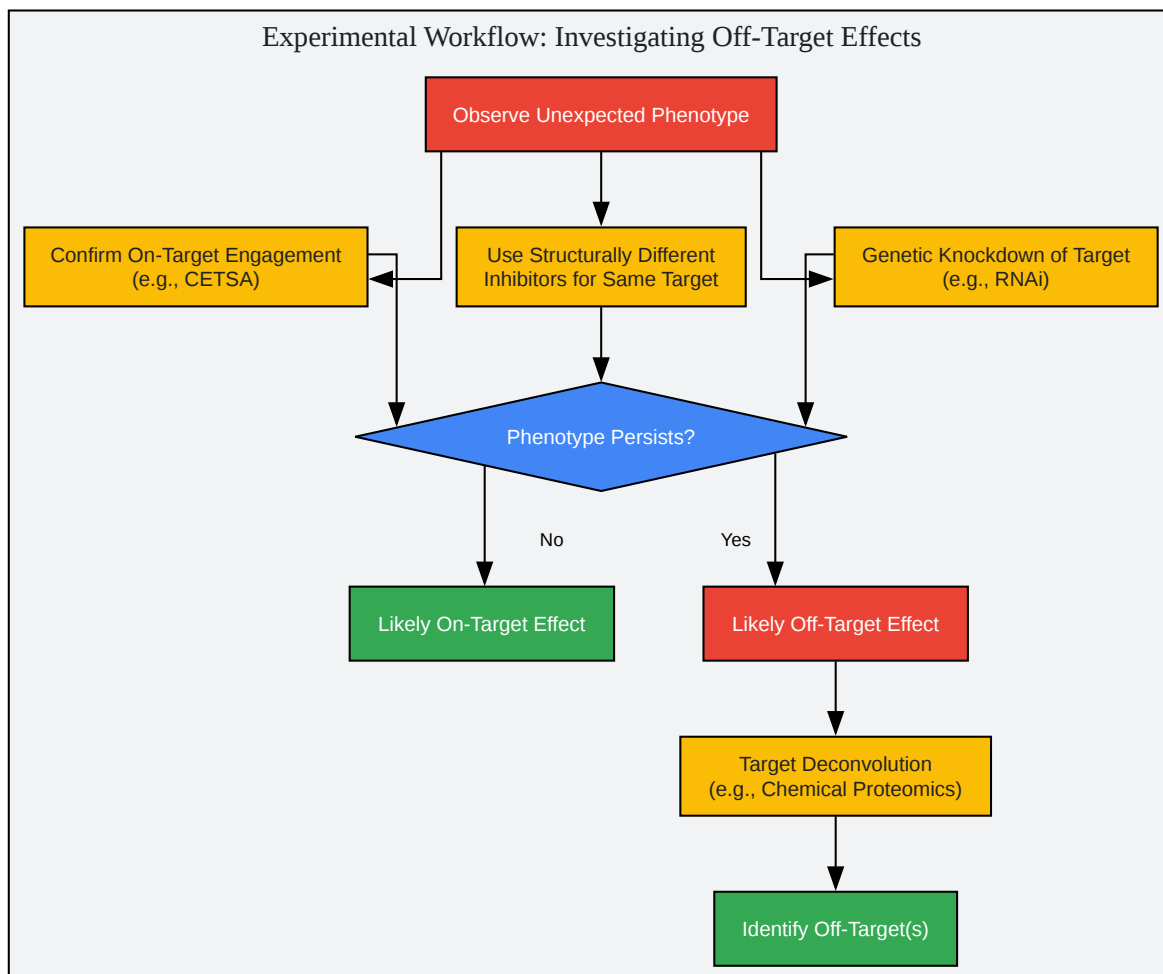 Experimental Workflow: Investigating Off-Target Effects
Observe Unexpected Phenotype
Confirm On-Target Engagement
(e.g., CETSA)
Use Structurally Different
Inhibitors for Same Target
Genetic Knockdown of Target
(e.g., RNAi)
Phenotype Persists?
No
Yes
Likely On-Target Effect
Likely Off-Target Effect
Target Deconvolution
(e.g., Chemical Proteomics)
Identify Off-Target(s)